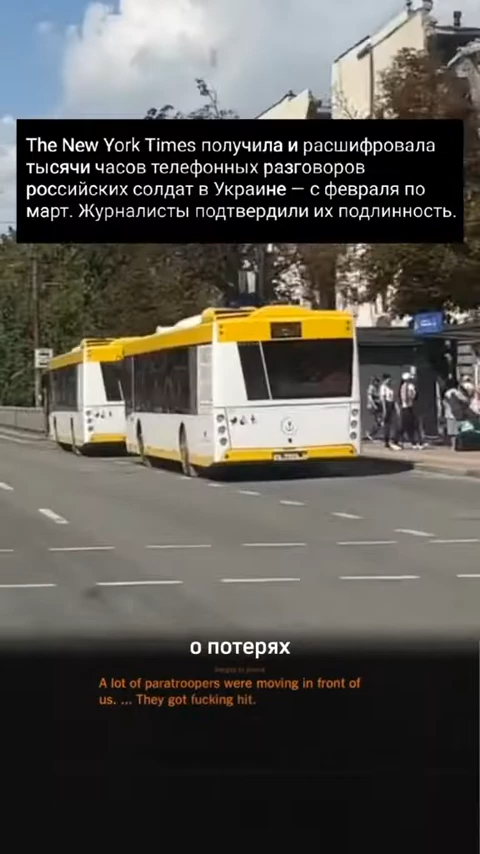 The New York Times получила и расшифровала
тысячи часов телефонных разговоров
российских солдат в Украине — с февраля по
март. Журналисты подтвердили их подлинность.
о потерях
A lot of paratroopers were moving in front of
us. ... They got fucking hit.